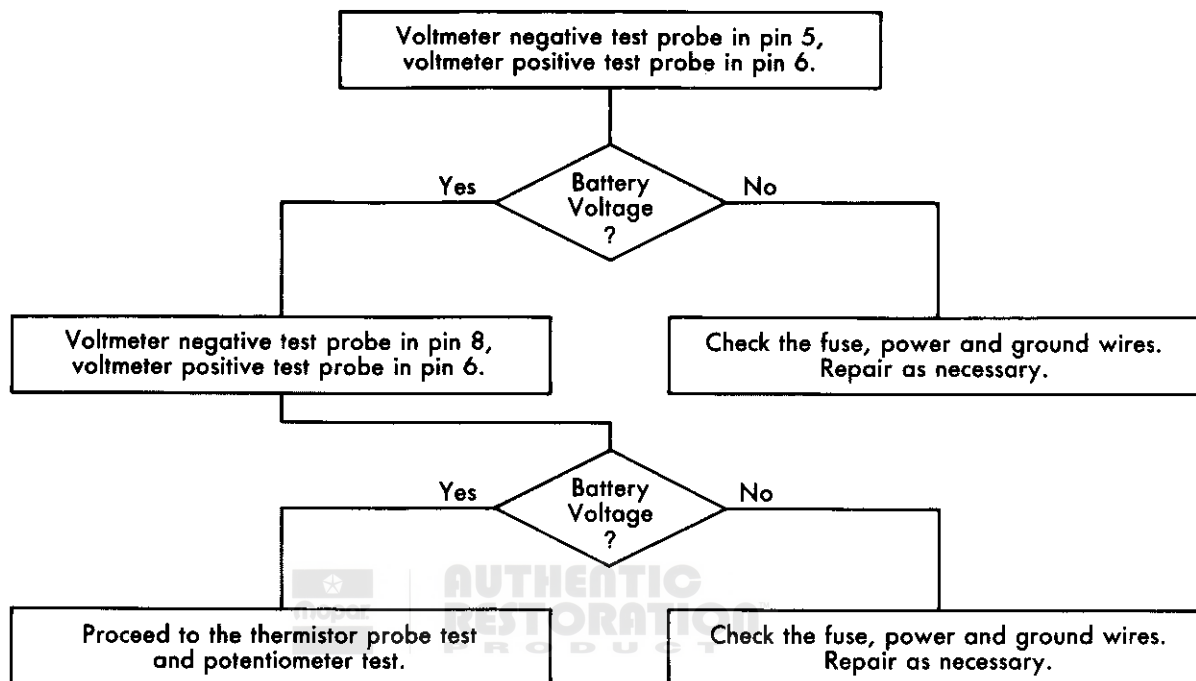 Voltmeter negative test probe in pin 5,
voltmeter positive test probe in pin 6.
Yes
Battery
Voltage
?
No
Voltmeter negative test probe in pin 8,
voltmeter positive test probe in pin 6.
Check the fuse, power and ground wires.
Repair as necessary.
Yes
Battery
Voltage
?
No
Mopar
AUTHENTIC
RESTORATION
PRODUCT
Proceed to the thermistor probe test
and potentiometer test.
Check the fuse, power and ground wires.
Repair as necessary.